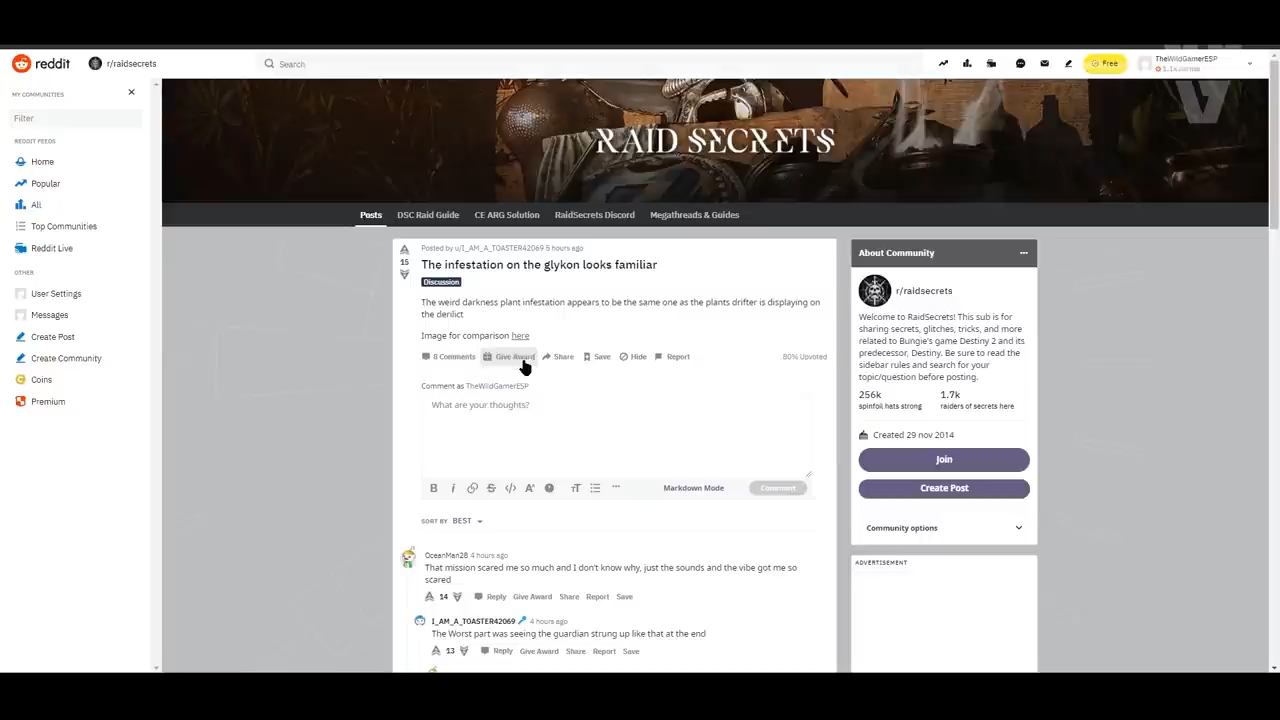 reddit
r/raidsecrets
Search
Free
TheWildGamerESP
MY COMMUNITIES
Filter
REDDIT FEEDS
Home
Popular
All
Top Communities
Reddit Live
OTHER
User Settings
Messages
Create Post
Create Community
Coins
Premium
RAID SECRETS
Posts
DSC Raid Guide
CE ARG Solution
RaidSecrets Discord
Megathreads & Guides
15
Posted by u/I_AM_A_TOASTER42069 5 hours ago
The infestation on the glykon looks familiar
Discussion
The weird darkness plant infestation appears to be the same one as the plants drifter is displaying on
the derilict
Image for comparison here
8 Comments
Give Award
Share
Save
Hide
Report
80% Upvoted
Comment as TheWildGamerESP
What are your thoughts?
Markdown Mode
Comment
SORT BY BEST
OceanMan28 4 hours ago
That mission scared me so much and I don't know why, just the sounds and the vibe got me so
scared
14
Reply
Give Award
Share
Report
Save
I_AM_A_TOASTER42069 4 hours ago
The Worst part was seeing the guardian strung up like that at the end
13
Reply
Give Award
Share
Report
Save
About Community
r/raidsecrets
Welcome to RaidSecrets! This sub is for
sharing secrets, glitches, tricks, and more
related to Bungie's game Destiny 2 and its
predecessor, Destiny. Be sure to read the
sidebar rules and search for your
topic/question before posting.
256k
1.7k
spinfoil hats strong
raiders of secrets here
Created 29 nov 2014
Join
Create Post
Community options
ADVERTISEMENT